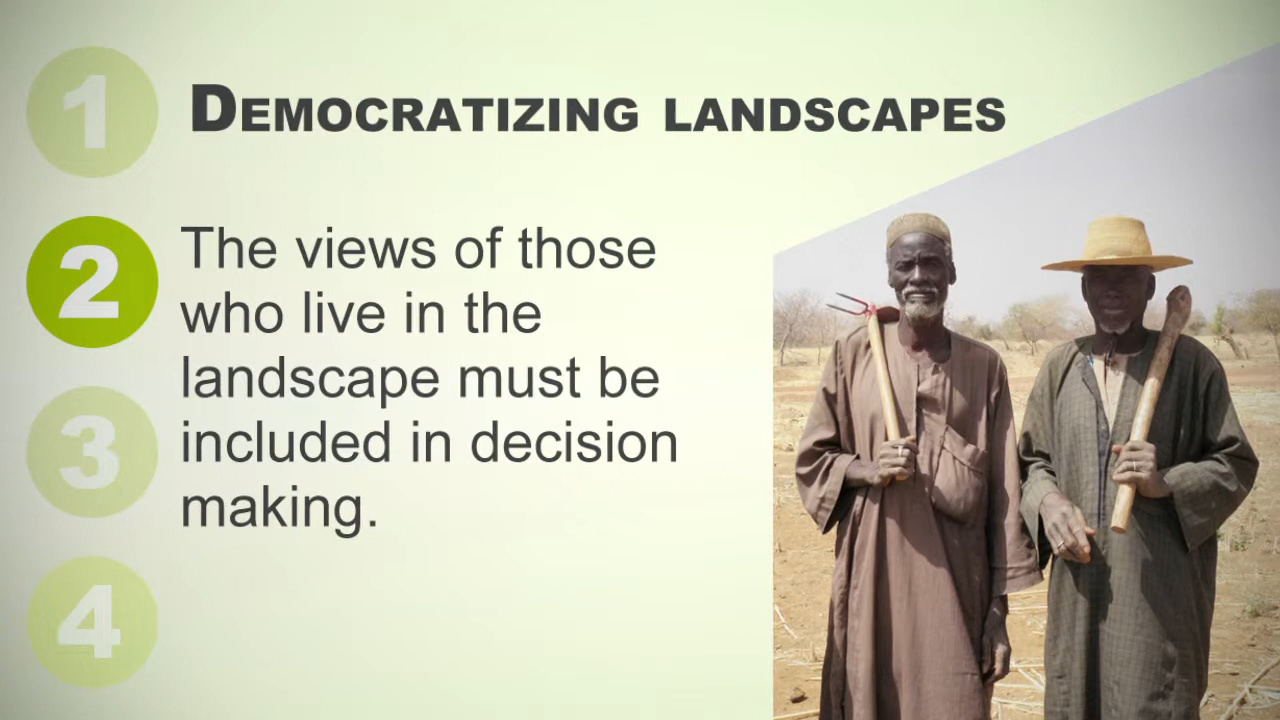 1
DEMOCRATIZING LANDSCAPES
2
The views of those
who live in the
landscape must be
included in decision
making.
3
4